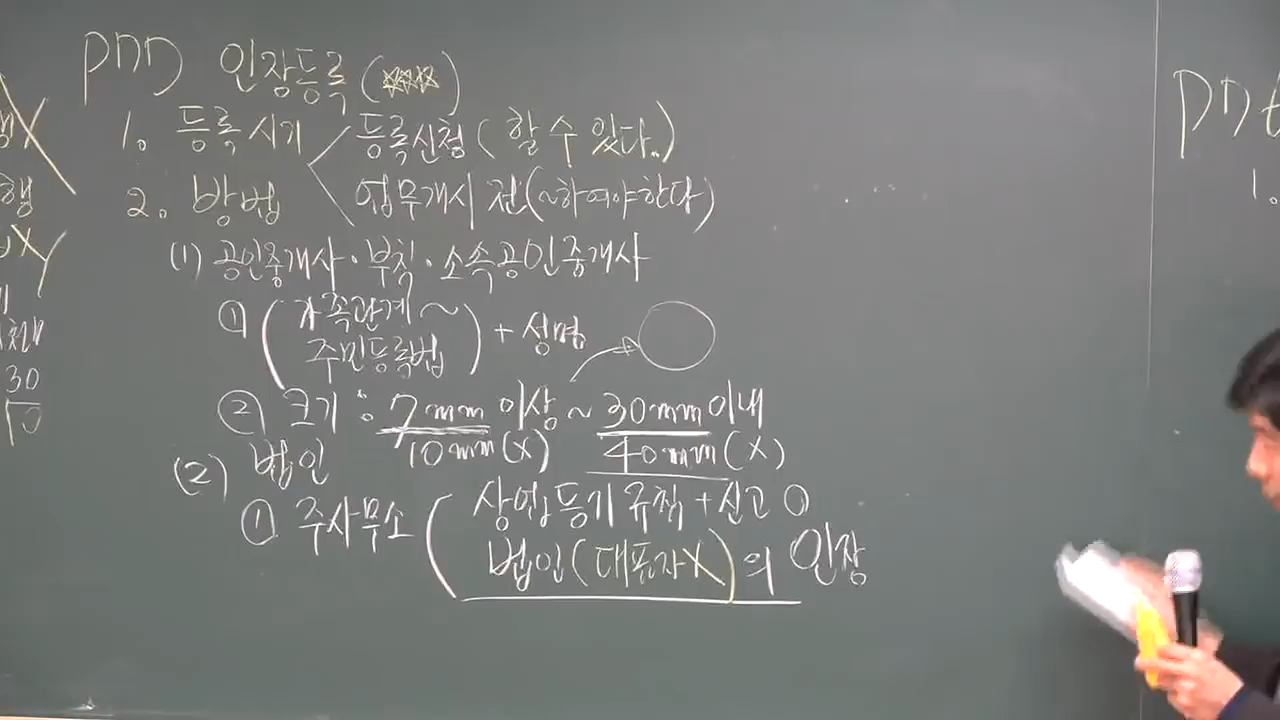 인장등록 (☆☆☆)
1. 등록시기 등록신청 (할 수 있다.)
2. 방법 업무개시 전 (~하여야 한다)
(1) 공인중개사·부칙·소속공인중개사
① (가족관계~ 주민등록법) + 성명
② 크기 : 7mm 이상 ~ 30mm 이내
10mm (X) 40mm (X)
(2) 법인
① 주사무소 (상업등기규칙 + 신고 O
법인 (대표자X)의 인장
X
행
30
1.